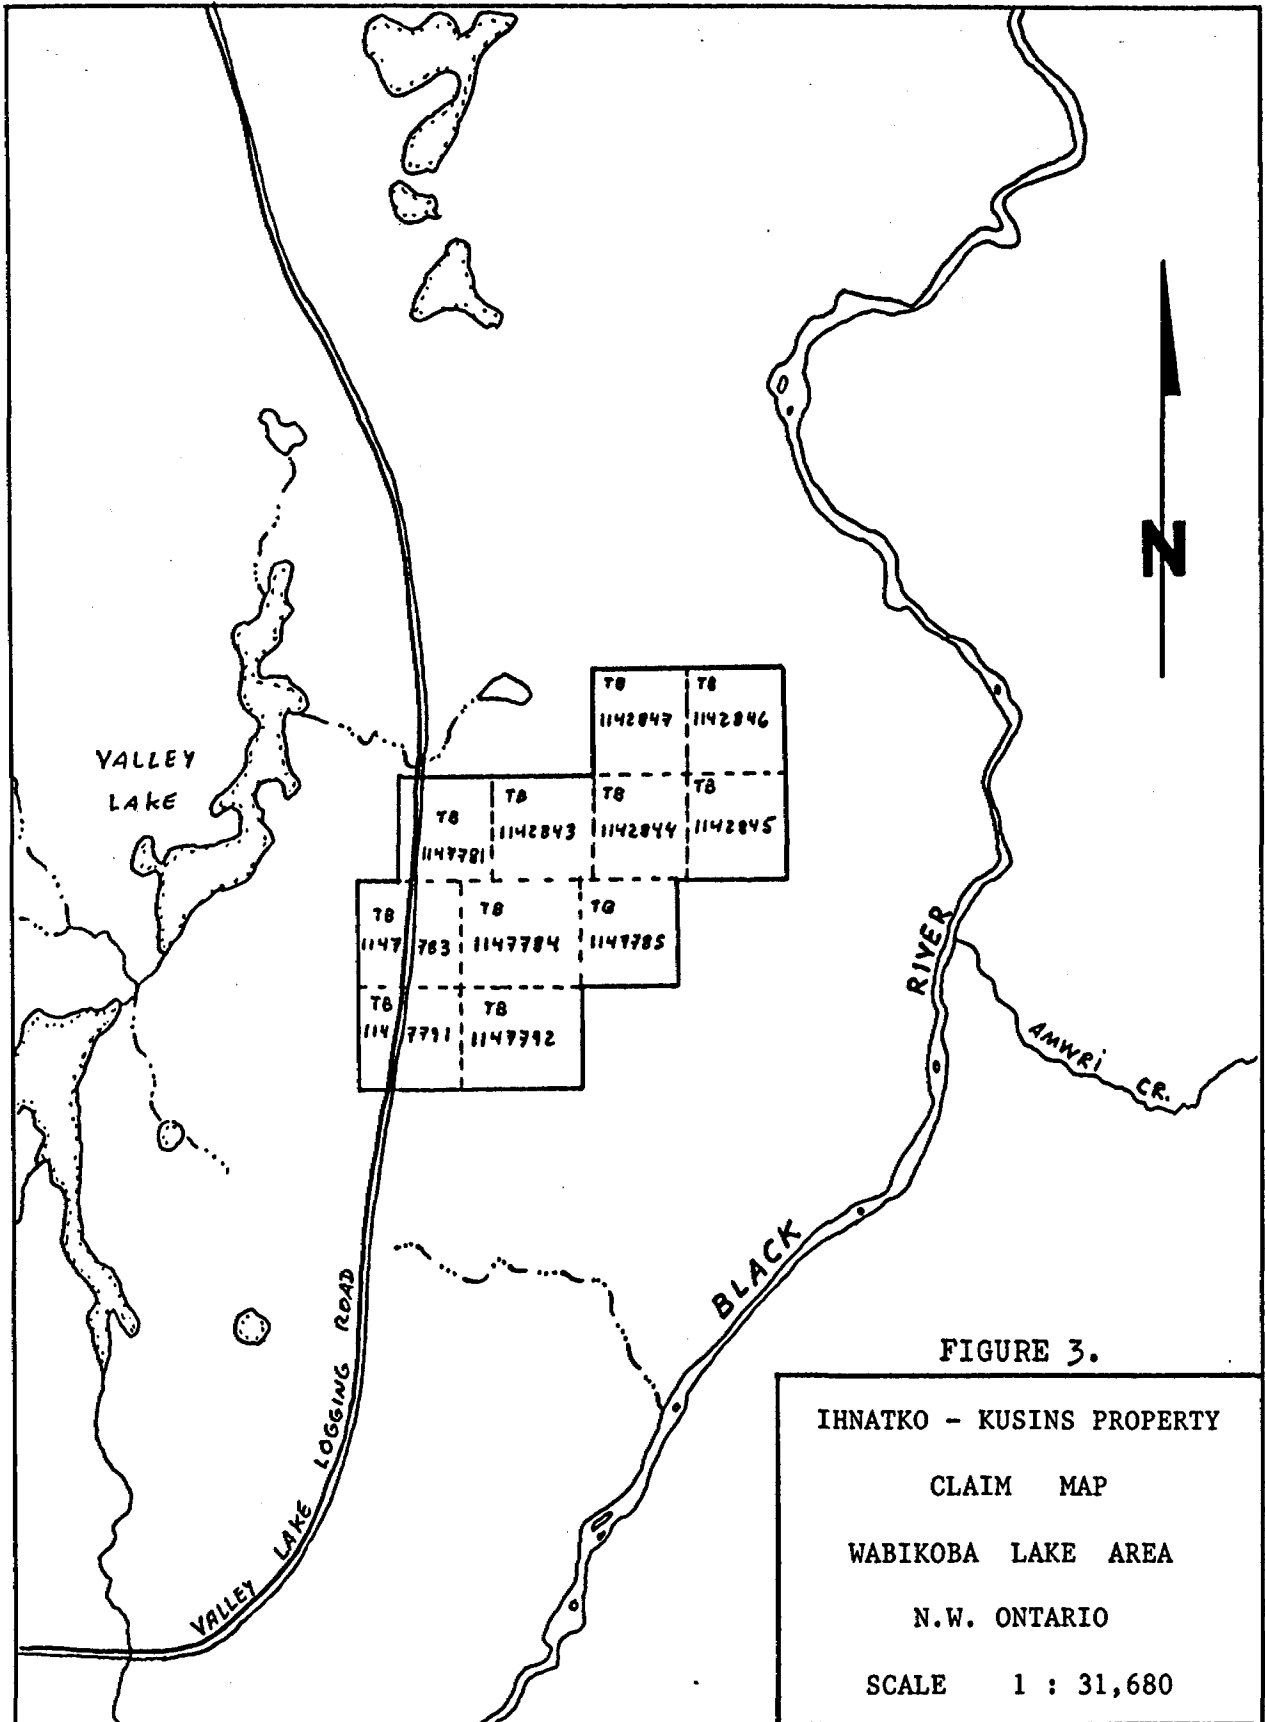 N
TB
1142847
TB
1142846
VALLEY
LAKE
TB
1147781
TB
1142843
TB
1142844
TB
1142845
TB
1147783
TB
1147784
TB
1147785
TB
1147791
TB
1147792
BLACK RIVER
AMWRI CR.
VALLEY LAKE LOGGING ROAD
FIGURE 3.
IHNATKO - KUSINS PROPERTY
CLAIM MAP
WABIKOBA LAKE AREA
N.W. ONTARIO
SCALE 1 : 31,680